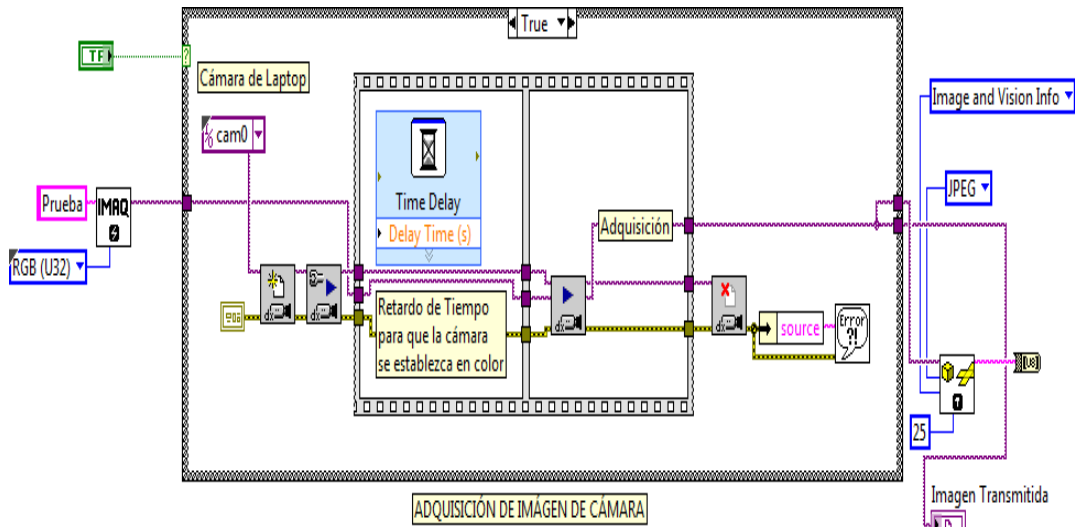 True
TF
?
Cámara de Laptop
cam0
Prueba
IMAQ
RGB (U32)
Time Delay
Delay Time (s)
Retardo de Tiempo
para que la cámara
se establezca en color
Adquisición
source
Error
?!
Image and Vision Info
JPEG
25
[U8]
Imagen Transmitida
ADQUISICIÓN DE IMÁGEN DE CÁMARA